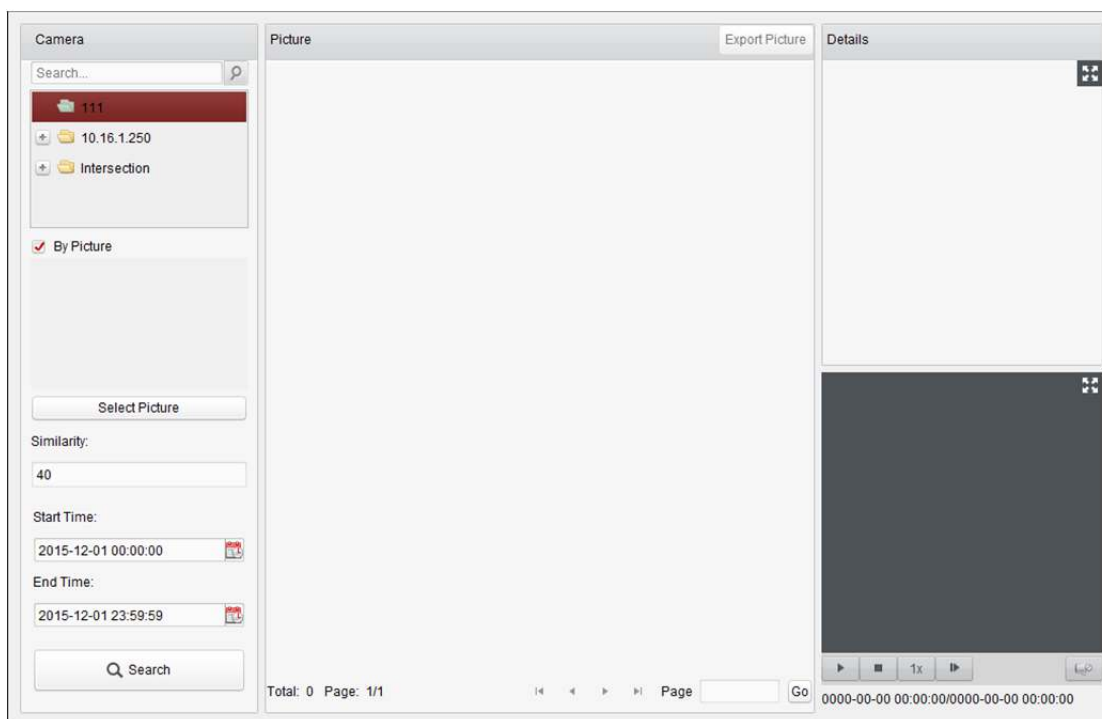 Camera
Search...
111
10.16.1.250
Intersection
By Picture
Select Picture
Similarity:
40
Start Time:
2015-12-01 00:00:00
End Time:
2015-12-01 23:59:59
Search
Picture
Export Picture
Total: 0 Page: 1/1
Page
Go
Details
1x
0000-00-00 00:00:00/0000-00-00 00:00:00